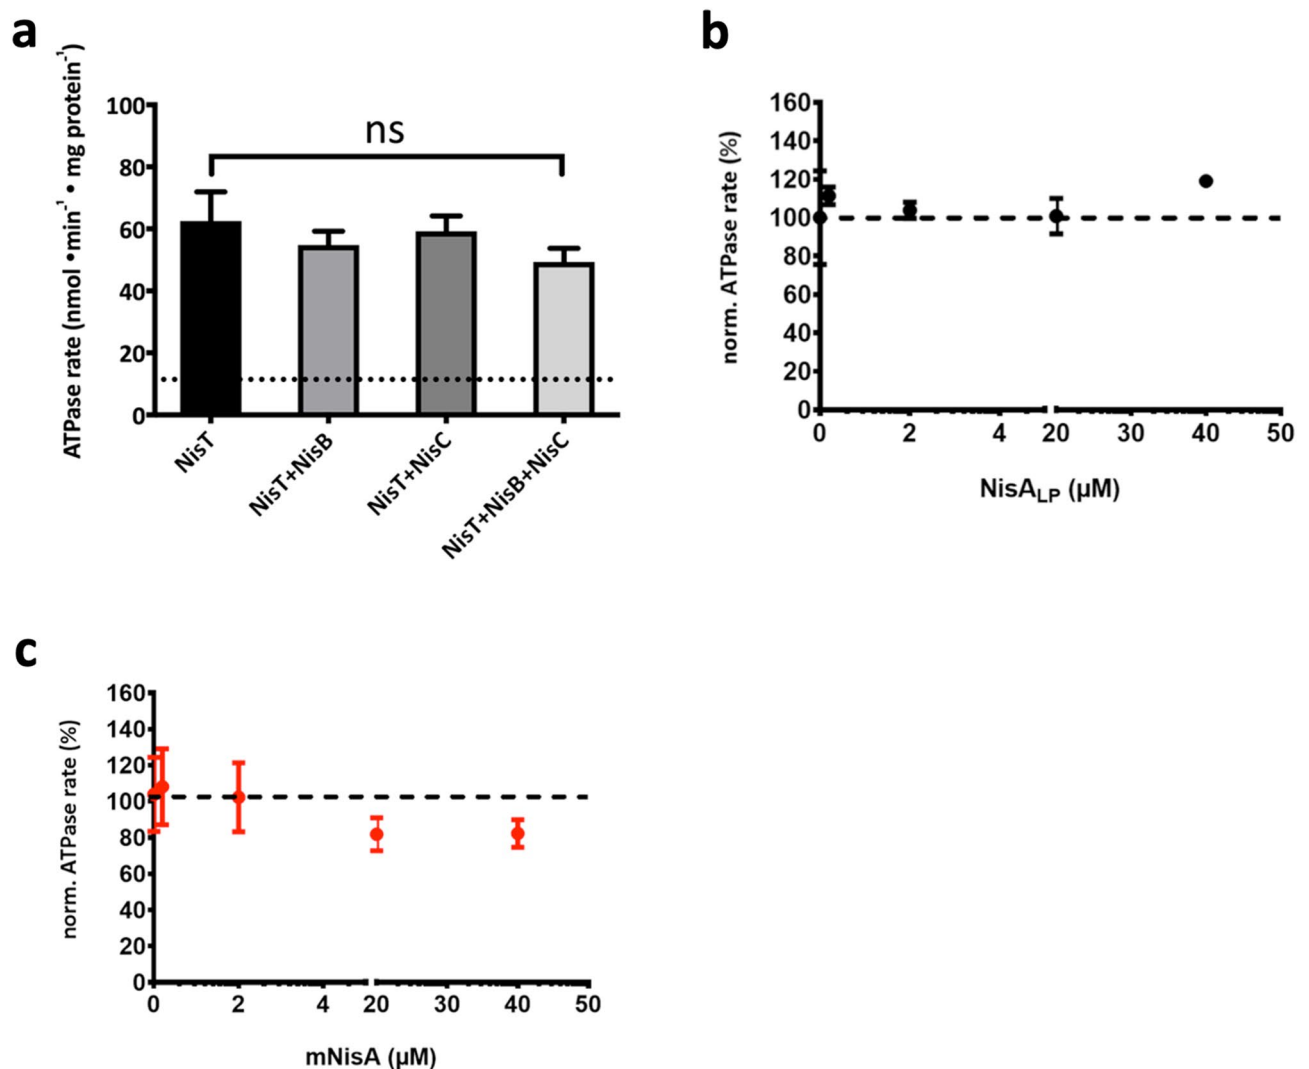 a
ATPase rate (nmol •min⁻¹ • mg protein⁻¹)
100
80
60
40
20
0
ns
NisT
NisT+NisB
NisT+NisC
NisT+NisB+NisC
b
norm. ATPase rate (%)
160
140
120
100
80
60
40
20
0
0 2 4 20 30 40 50
NisA_LP (µM)
c
norm. ATPase rate (%)
160
140
120
100
80
60
40
20
0
0 2 4 20 30 40 50
mNisA (µM)